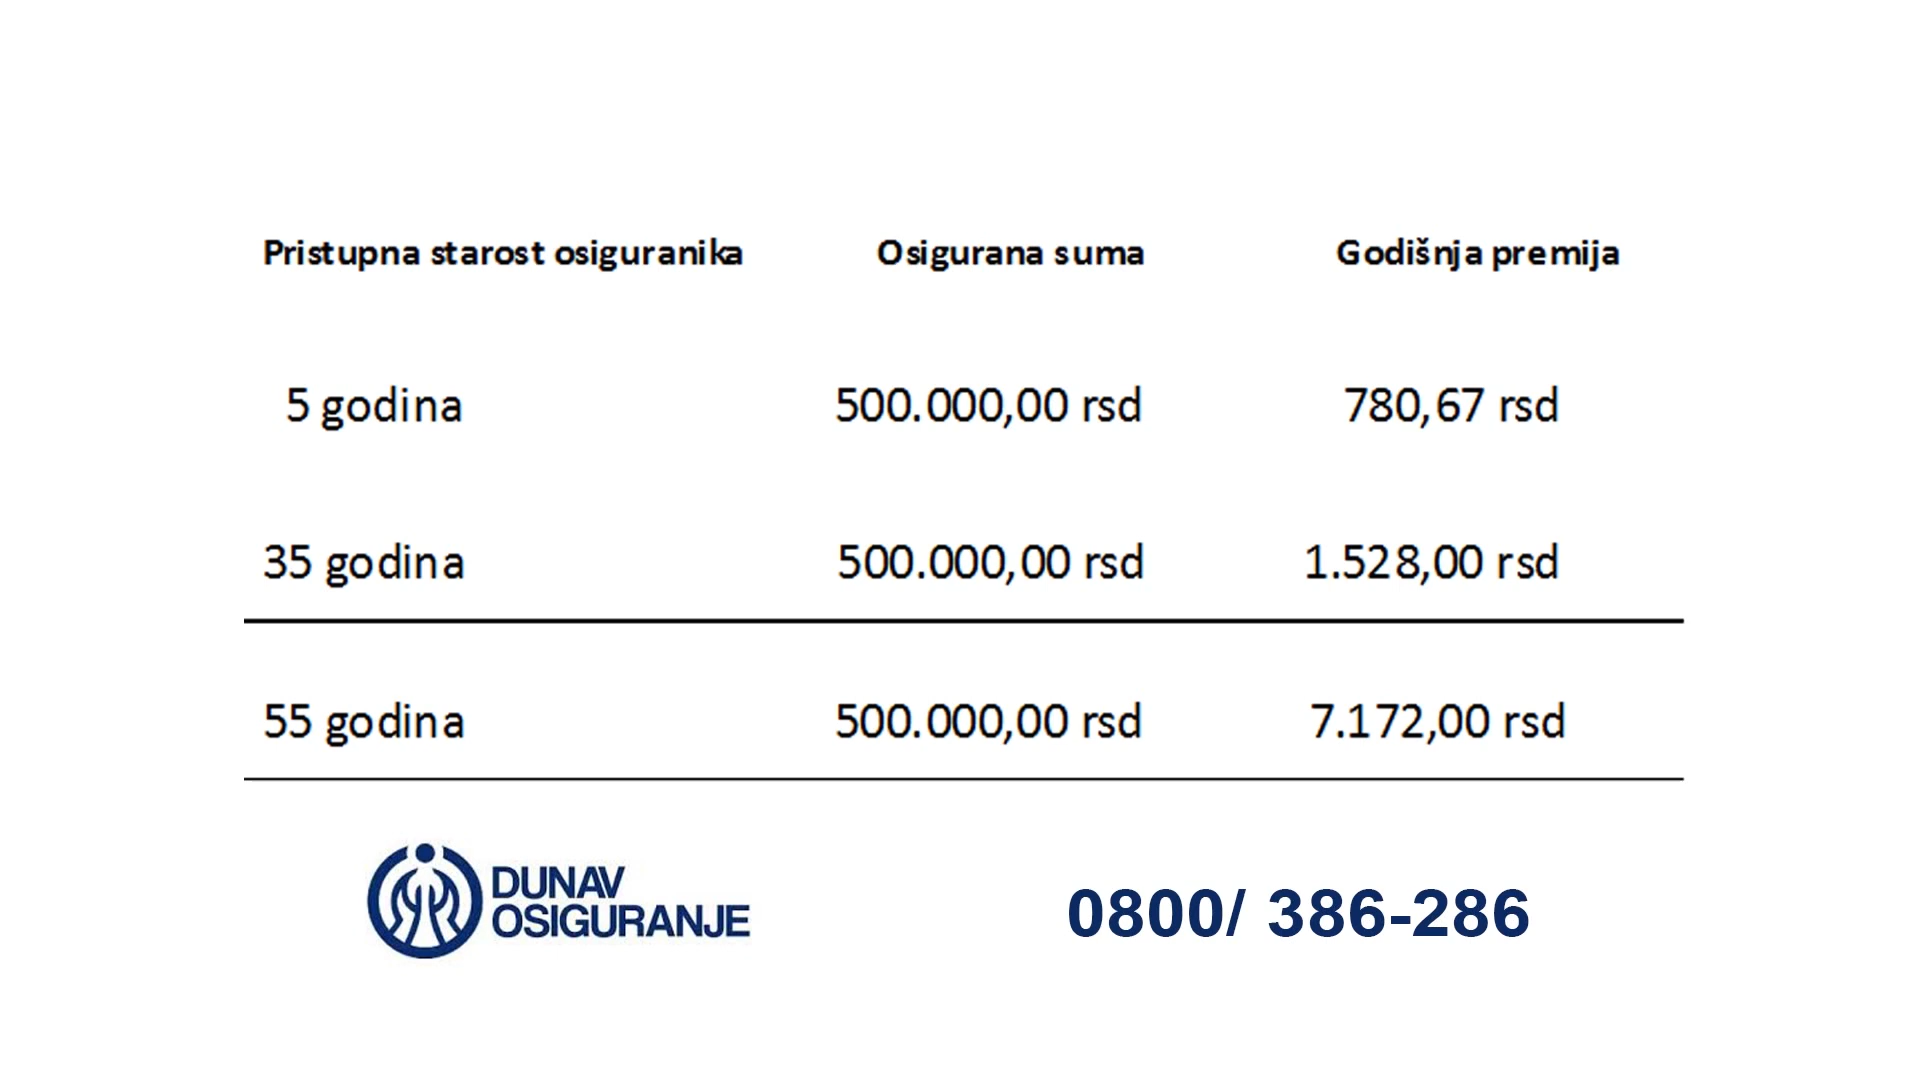 Pristupna starost osiguranika Osigurana suma Godišnja premija
5 godina 500.000,00 rsd 780,67 rsd
35 godina 500.000,00 rsd 1.528,00 rsd
55 godina 500.000,00 rsd 7.172,00 rsd
DUNAV
OSIGURANJE
0800/ 386-286